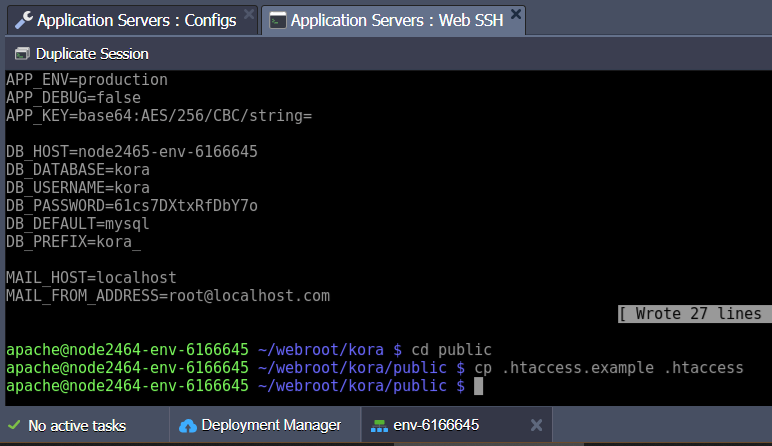 Application Servers : Configs
Application Servers : Web SSH
Duplicate Session
APP_ENV=production
APP_DEBUG=false
APP_KEY=base64:AES/256/CBC/string=
DB_HOST=node2465-env-6166645
DB_DATABASE=kora
DB_USERNAME=kora
DB_PASSWORD=61cs7DXtxRfDbY7o
DB_DEFAULT=mysql
DB_PREFIX=kora_
MAIL_HOST=localhost
MAIL_FROM_ADDRESS=root@localhost.com
[ Wrote 27 lines
apache@node2464-env-6166645 ~/webroot/kora $ cd public
apache@node2464-env-6166645 ~/webroot/kora/public $ cp .htaccess.example .htaccess
apache@node2464-env-6166645 ~/webroot/kora/public $
No active tasks
Deployment Manager
env-6166645